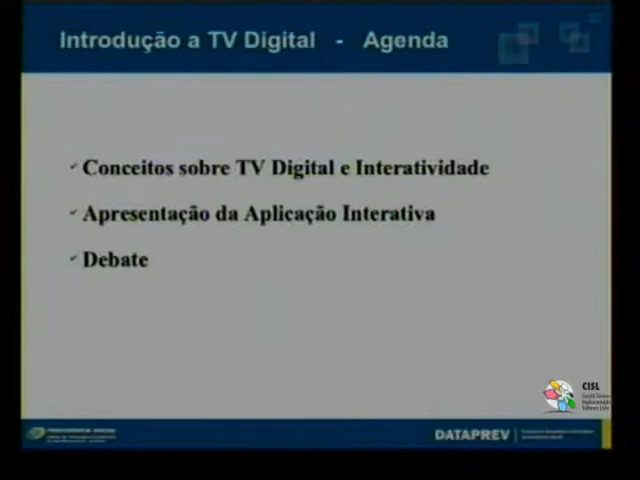 Introdução a TV Digital - Agenda
✓ Conceitos sobre TV Digital e Interatividade
✓ Apresentação da Aplicação Interativa
✓ Debate
CISL
DATAPREV